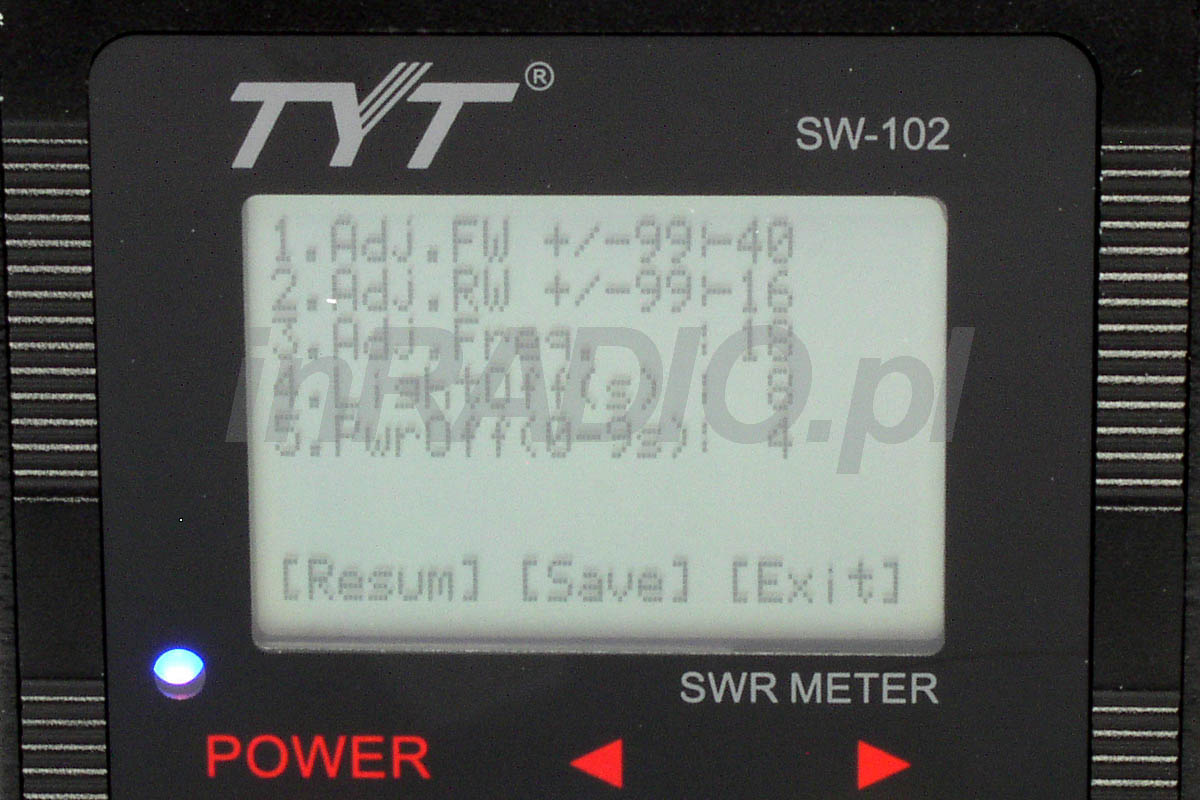 TYT®
SW-102
1.Adj.FW +/-99:-40
2.Adj.RW +/-99:-16
3.Adj.Freq. : 18
4.LightOff(s) :
5.PwrOff(0-9s): 4
inRADIO.pl
[Resum] [Save] [Exit]
SWR METER
POWER